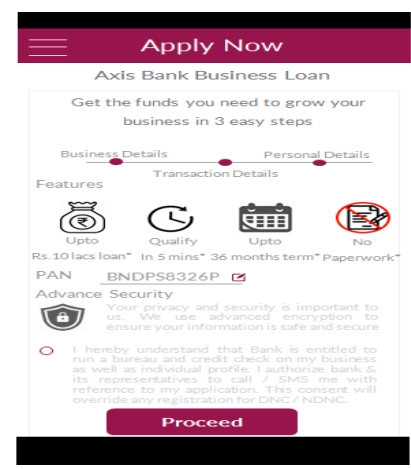 Apply Now
Axis Bank Business Loan
Get the funds you need to grow your
business in 3 easy steps
Business Details
Personal Details
Transaction Details
Features
Upto
Qualify
Upto
No
Rs.10 lacs loan* In 5 mins* 36 months term* Paperwork*
PAN BNDPS8326P
Advance Security
Your privacy and security is important to
us. We use advanced encryption to
ensure your information is safe and secure
I hereby understand that Bank is entitled to
run a bureau and credit check on my business
as well as individual profile. I authorize bank &
its representatives to call / SMS me with
reference to my application. This consent will
override any registration for DNC / NDNC.
Proceed